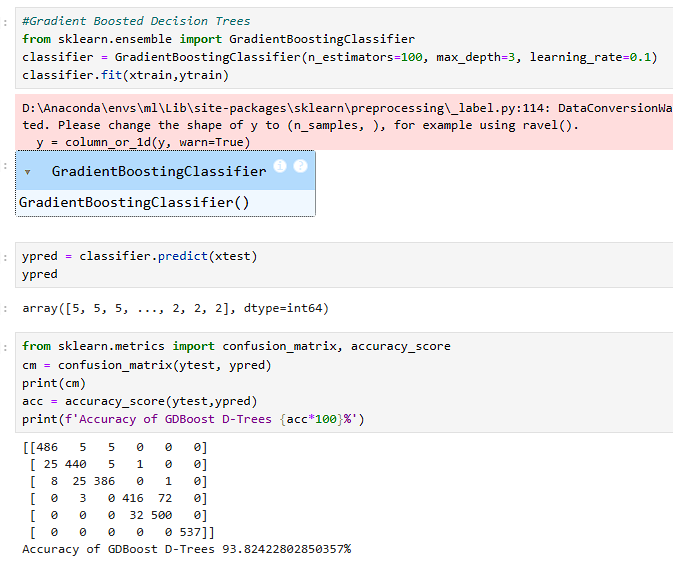 #Gradient Boosted Decision Trees
from sklearn.ensemble import GradientBoostingClassifier
classifier = GradientBoostingClassifier(n_estimators=100, max_depth=3, learning_rate=0.1)
classifier.fit(xtrain,ytrain)
D:\Anaconda\envs\ml\Lib\site-packages\sklearn\preprocessing\_label.py:114: DataConversionWa
ted. Please change the shape of y to (n_samples, ), for example using ravel().
  y = column_or_1d(y, warn=True)
▾ GradientBoostingClassifier i ?
GradientBoostingClassifier()
ypred = classifier.predict(xtest)
ypred
array([5, 5, 5, ..., 2, 2, 2], dtype=int64)
from sklearn.metrics import confusion_matrix, accuracy_score
cm = confusion_matrix(ytest, ypred)
print(cm)
acc = accuracy_score(ytest,ypred)
print(f'Accuracy of GDBoost D-Trees {acc*100}%')
[[486   5   5   0   0   0]
 [ 25 440   5   1   0   0]
 [  8  25 386   0   1   0]
 [  0   3   0 416  72   0]
 [  0   0   0  32 500   0]
 [  0   0   0   0   0 537]]
Accuracy of GDBoost D-Trees 93.82422802850357%